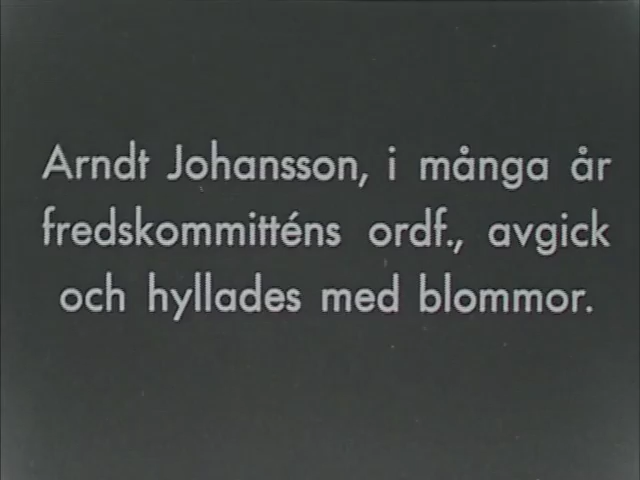 Arndt Johansson, i många år
fredskommitténs ordf., avgick
och hyllades med blommor.